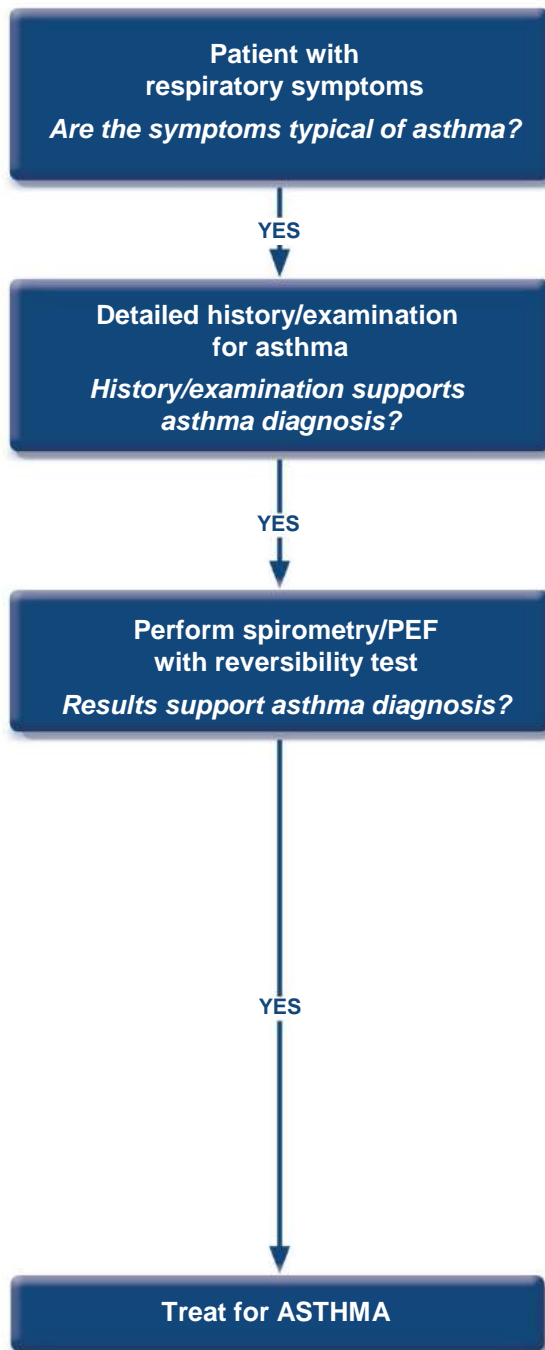 Patient with
respiratory symptoms
Are the symptoms typical of asthma?
YES
Detailed history/examination
for asthma
History/examination supports
asthma diagnosis?
YES
Perform spirometry/PEF
with reversibility test
Results support asthma diagnosis?
YES
Treat for ASTHMA